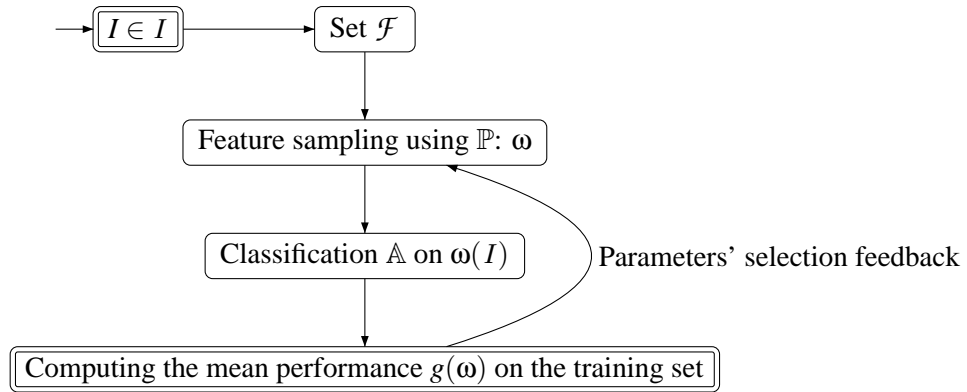 I ∈ I
Set ℱ
Feature sampling using ℙ: ω
Classification 𝔸 on ω(I)
Parameters’ selection feedback
Computing the mean performance g(ω) on the training set